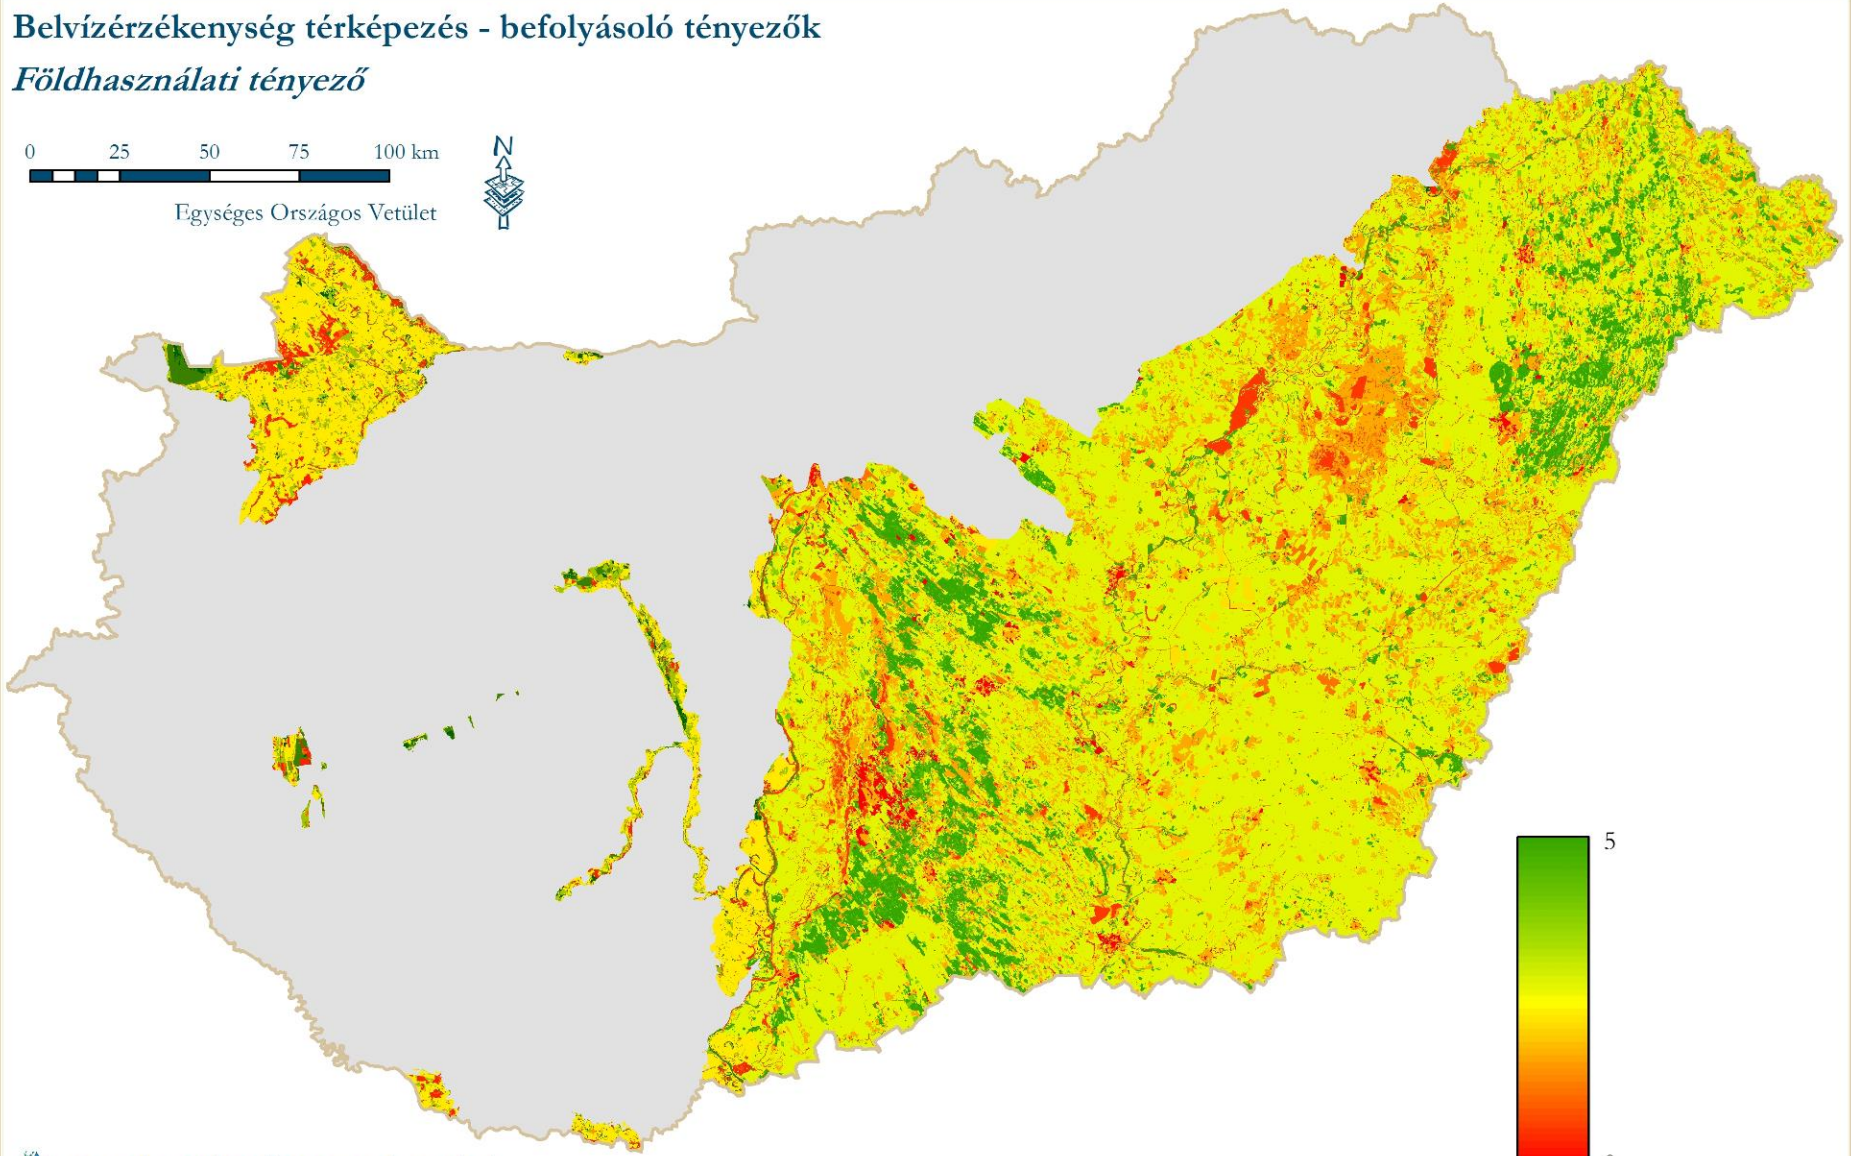 Belvízérzékenység térképezés - befolyásoló tényezők
Földhasználati tényező
0 25 50 75 100 km
N
Egységes Országos Vetület
5